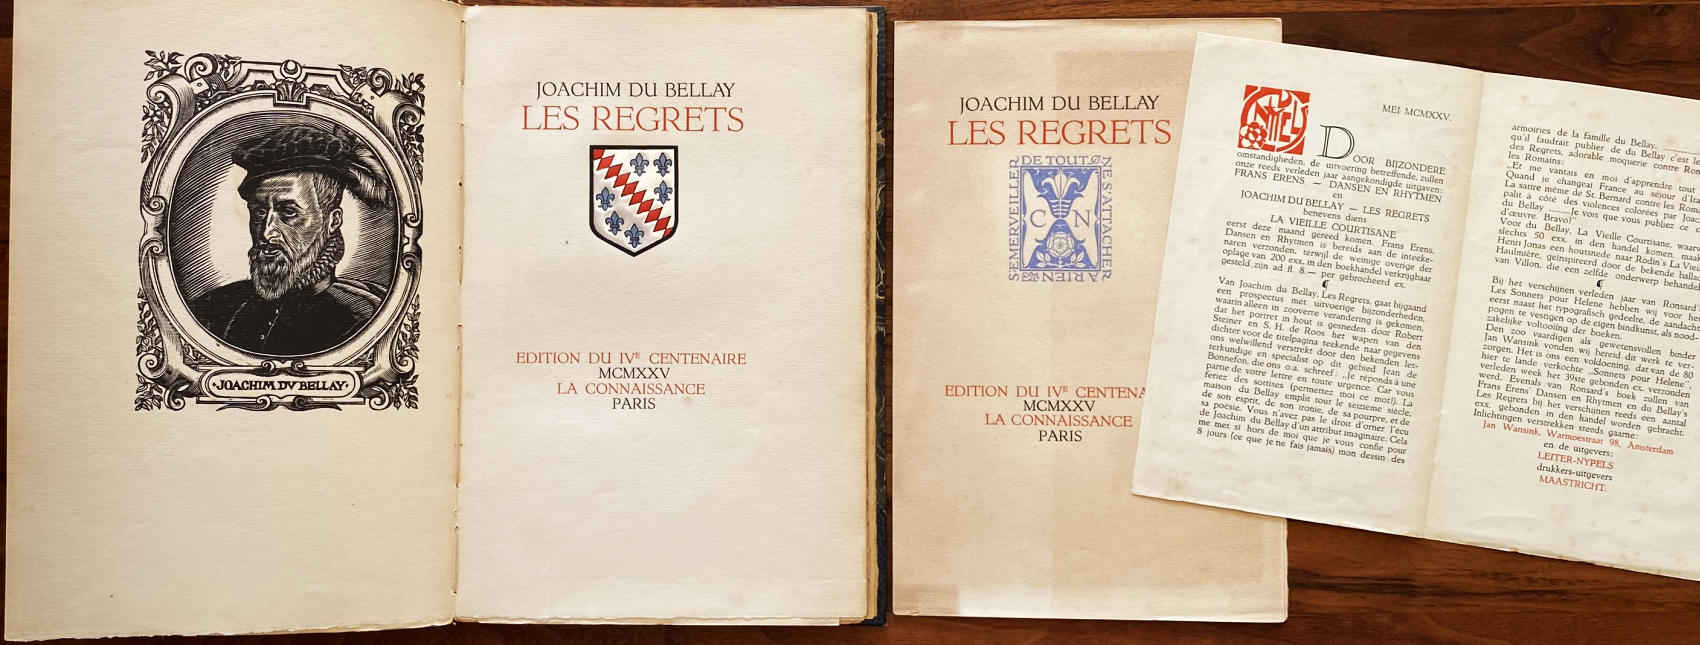 JOACHIM DV BELLAY
JOACHIM DU BELLAY
LES REGRETS
EDITION DU IVE CENTENAIRE
MCMXXV
LA CONNAISSANCE
PARIS
JOACHIM DU BELLAY
LES REGRETS
DE TOUT
NE S'ATTACHER
A RIEN
S'EMERVEILLER
C N
EDITION DU IVE CENTENA
MCMXXV
LA CONNAISSANCE
PARIS
MEI MCMXXV.
DOOR BIJZONDERE
omstandigheden, de uitvoering betreffende, zullen
onze reeds verleden jaar aangekondigde uitgaven:
FRANS ERENS — DANSEN EN RHYTMEN
en
JOACHIM DU BELLAY — LES REGRETS
benevens diens
LA VIEILLE COURTISANE
eerst deze maand gereed komen. Frans Erens,
Dansen en Rhytmen is bereids aan de inteeke-
naren verzonden, terwijl de weinige overige der
oplage van 200 exx. in den boekhandel verkrijgbaar
gesteld zijn ad fl. 8.— per gebrocheerd ex.
Van Joachim du Bellay, Les Regrets, gaat bijgaand
een prospectus met uitvoerige bijzonderheden,
waarin alleen in zooverre verandering is gekomen,
dat het portret in hout is gesneden door Robert
Steiner en S. H. de Roos het wapen van den
dichter voor de titelpagina teekende naar gegevens
ons welwillend verstrekt door den bekenden let-
terkundige en specialist op dit gebied Jean de
Bonnefon, die ons o.a. schreef: „Je réponds à une
partie de votre lettre en toute urgence. Car vous
feriez des sottises (permettez moi ce mot!). La
maison du Bellay emplit tout le seizième siècle,
de son esprit, de son ironie, de sa pourpre, et de
sa poésie. Vous n'avez pas le droit d'orner l'écu
de Joachim du Bellay d'un attribut imaginaire. Cela
me met si hors de moi que je vous confie pour
8 jours (ce que je ne fais jamais) mon dessin des
armoiries de la famille du Bellay,
qu'il faudrait publier de du Bellay c'est le
des Regrets, adorable moquerie contre Rom
les Romains:
„Et me vantais en moi d'apprendre tout
Quand je changeai France au séjour d'Ita
La satire même de St. Bernard contre les Roma
palit à côté des violences colorées par Joac
du Bellay ........Je vois que vous publiez ce c
d'œuvre. Bravo!"
Voor du Bellay, La Vieille Courtisane, waarv
slechts 50 exx. in den handel komen, maak
Henri Jonas een houtsnede naar Rodin's La Viei
Haulmière, geinspireerd door de bekende ballad
van Villon, die een zelfde onderwerp behandel
Bij het verschijnen verleden jaar van Ronsard's
Les Sonnets pour Helene hebben wij voor het
eerst naast het typografisch gedeelte, de aandacht
pogen te vestigen op de eigen bindkunst, als nood-
zakelijke voltooiing der boeken.
Den zoo vaardigen als gewetensvollen binder
Jan Wansink vonden wij bereid dit werk te ver-
zorgen. Het is ons een voldoening, dat van de 80
hier te lande verkochte „Sonnets pour Helene",
verleden week het 39ste gebonden ex. verzonden
werd. Evenals van Ronsard's boek zullen van
Frans Erens' Dansen en Rhytmen en du Bellay's
Les Regrets bij het verschijnen reeds een aantal
exx. gebonden in den handel worden gebracht.
Inlichtingen verstrekken steeds gaarne:
Jan Wansink, Warmoestraat 98, Amsterdam
en de uitgevers:
LEITER-NYPELS
drukkers-uitgevers
MAASTRICHT.